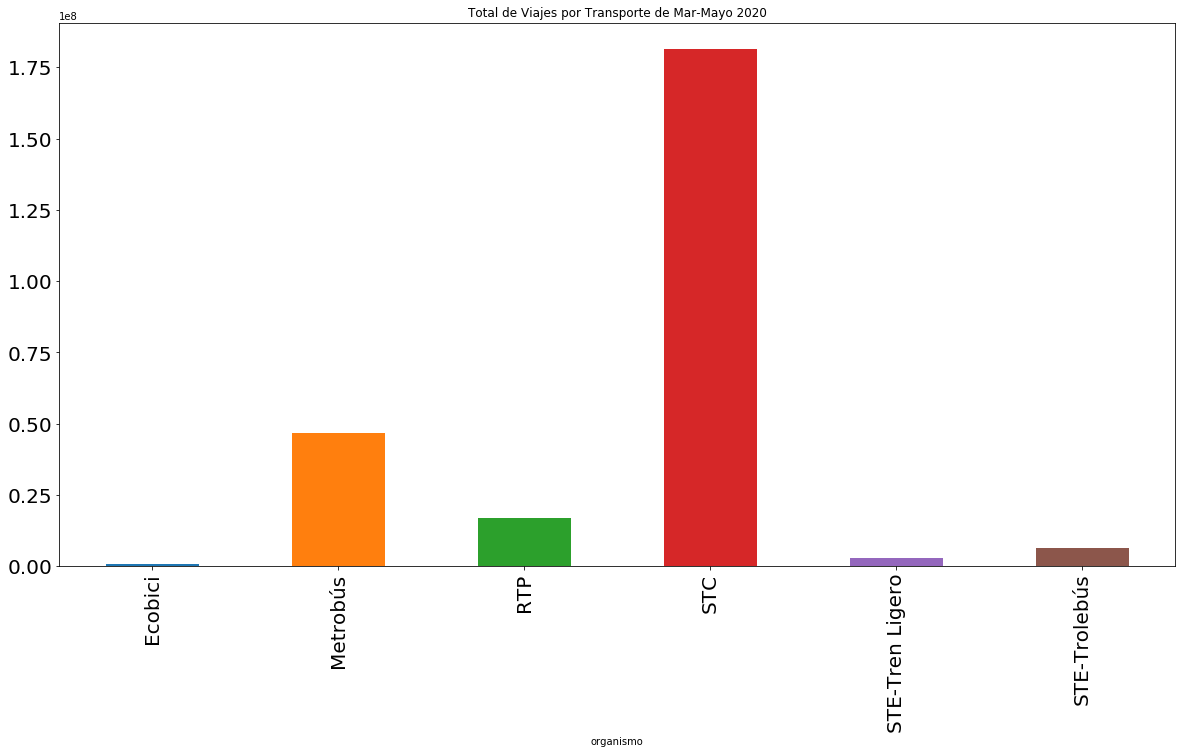 Total de Viajes por Transporte de Mar-Mayo 2020
1e8
1.75
1.50
1.25
1.00
0.75
0.50
0.25
0.00
Ecobici
Metrobús
RTP
STC
STE-Tren Ligero
STE-Trolebús
organismo